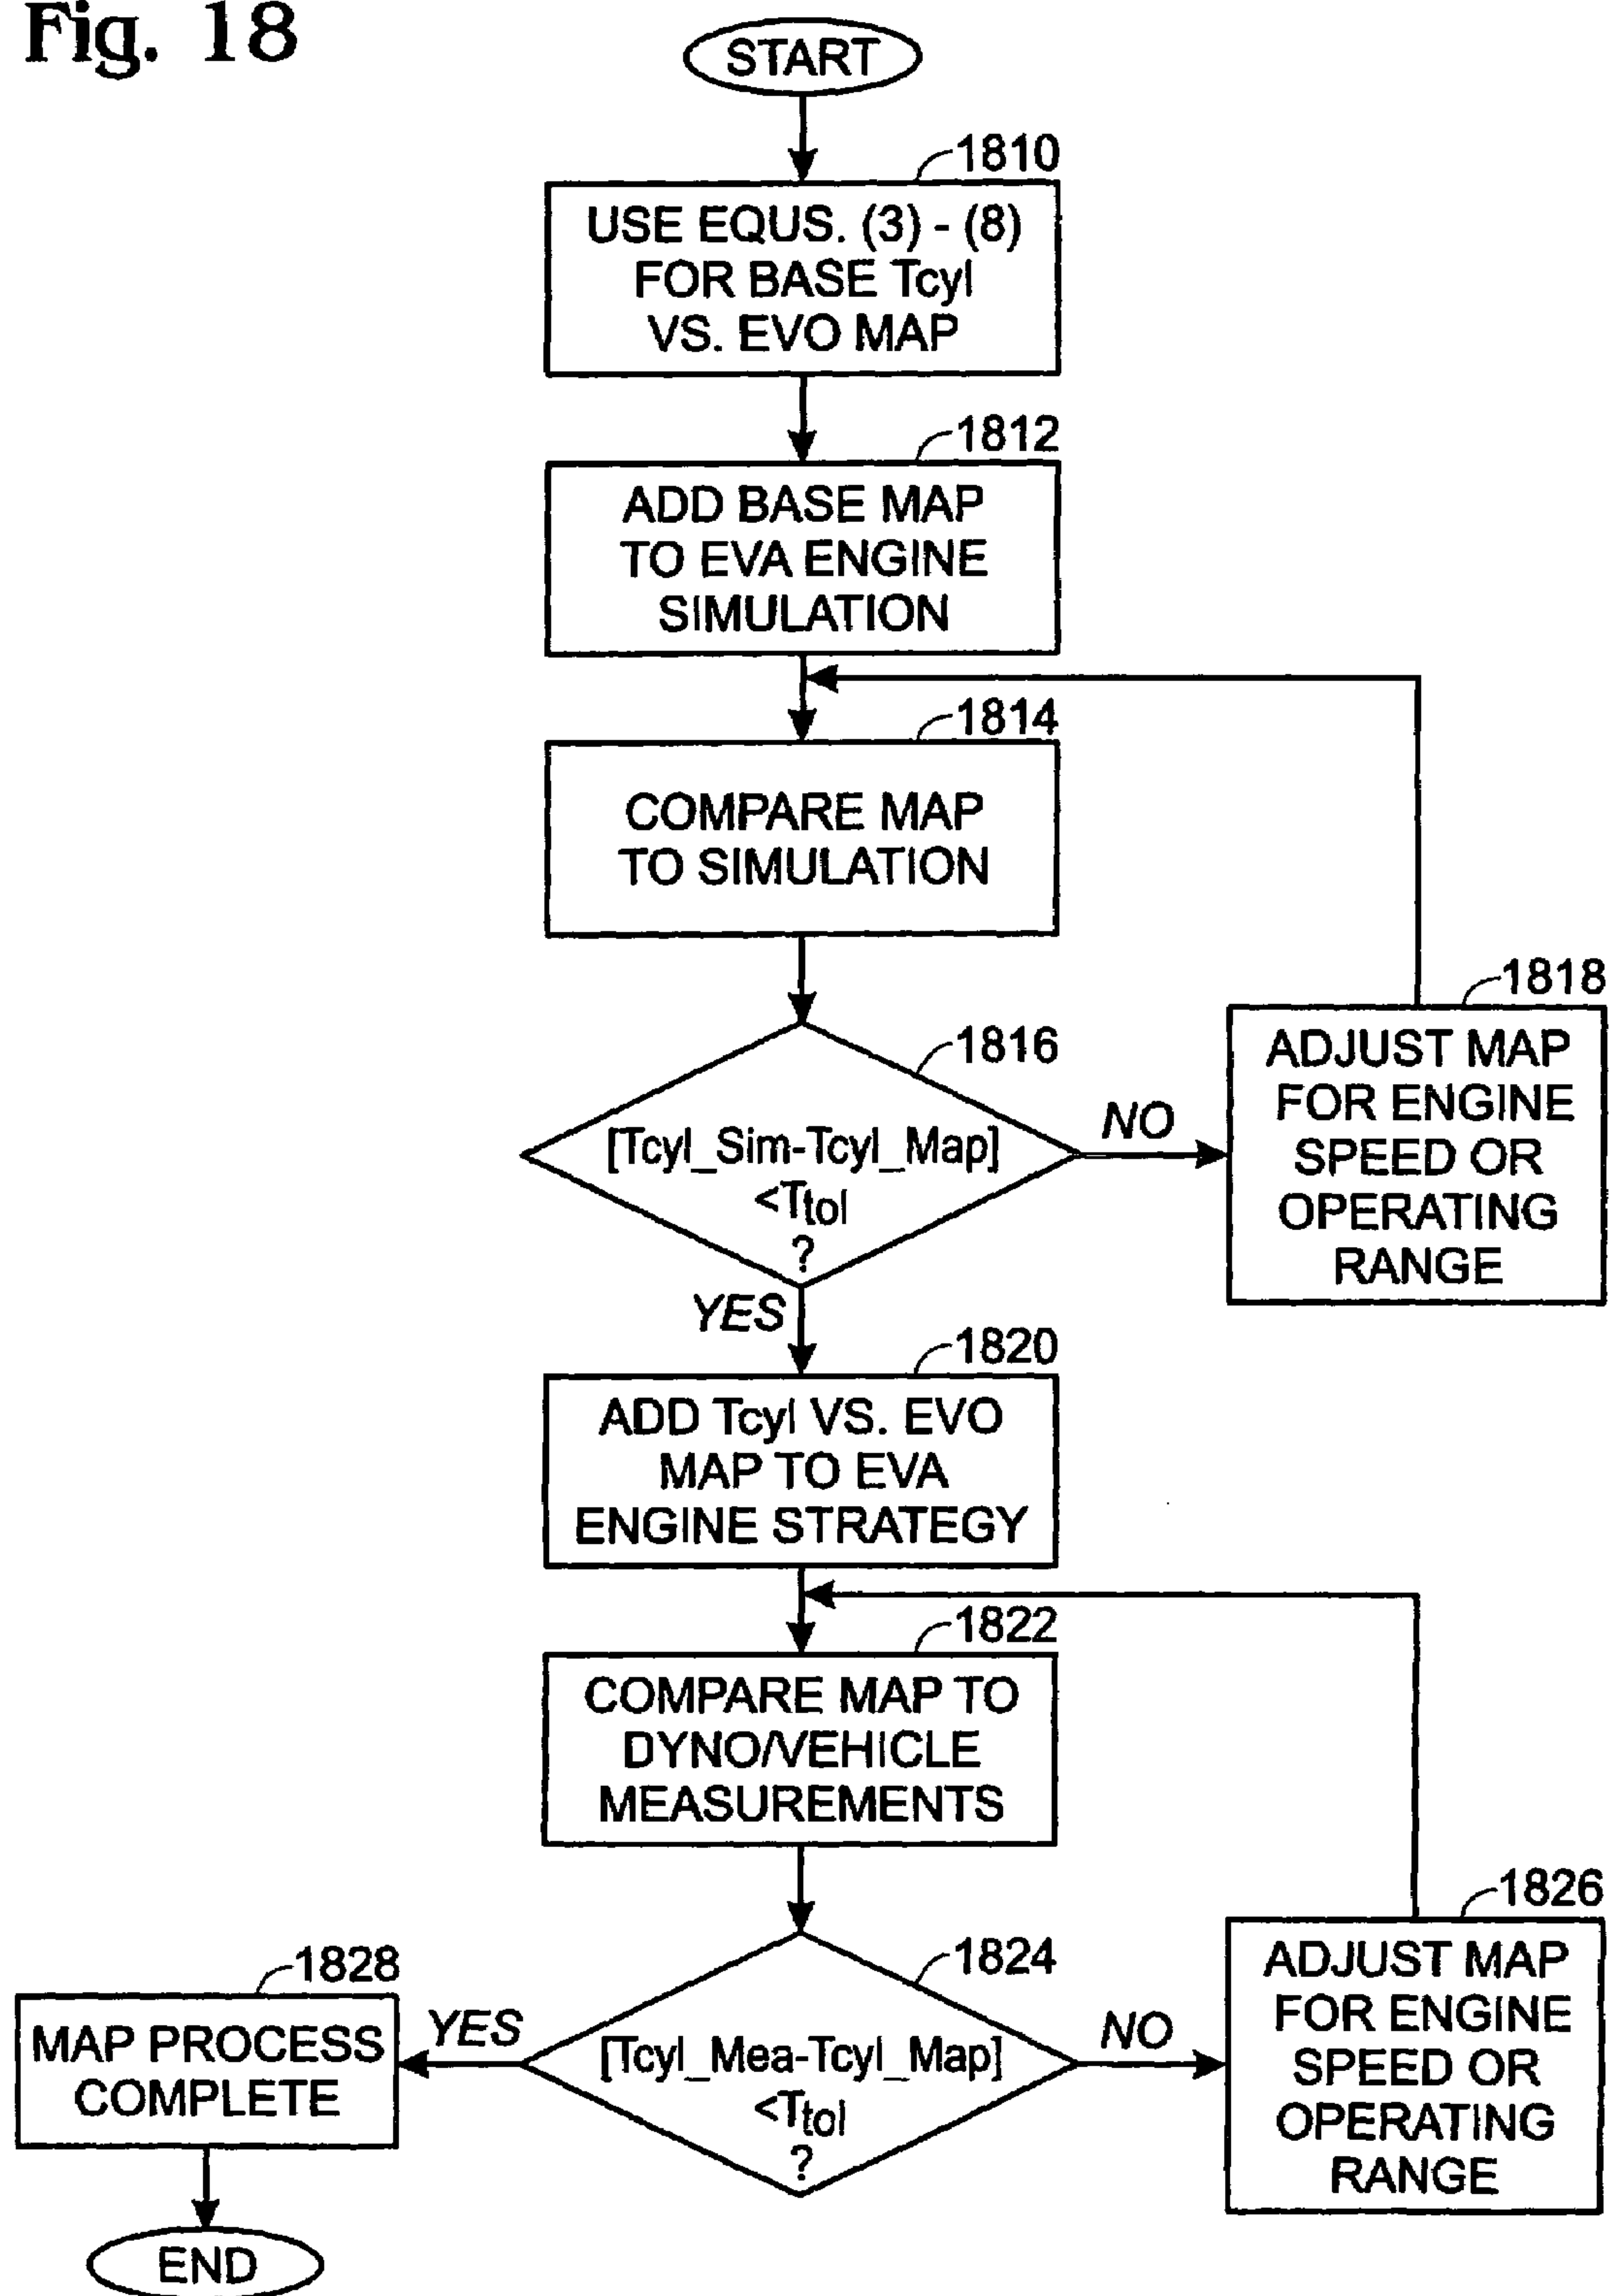 Fig. 18
START
1810
USE EQUS. (3) - (8)
FOR BASE Tcyl
VS. EVO MAP
1812
ADD BASE MAP
TO EVA ENGINE
SIMULATION
1814
COMPARE MAP
TO SIMULATION
1816
[Tcyl_Sim-Tcyl_Map]
<Ttol
?
NO
1818
ADJUST MAP
FOR ENGINE
SPEED OR
OPERATING
RANGE
YES
1820
ADD Tcyl VS. EVO
MAP TO EVA
ENGINE STRATEGY
1822
COMPARE MAP TO
DYNO/VEHICLE
MEASUREMENTS
1824
[Tcyl_Mea-Tcyl_Map]
<Ttol
?
NO
1826
ADJUST MAP
FOR ENGINE
SPEED OR
OPERATING
RANGE
YES
1828
MAP PROCESS
COMPLETE
END